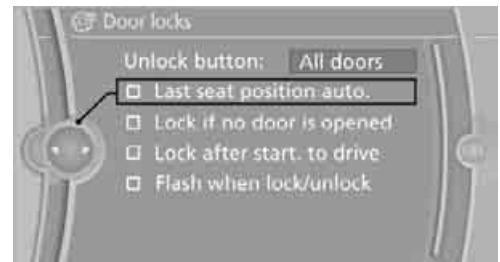 Door locks
Unlock button: All doors
Last seat position auto.
Lock if no door is opened
Lock after start. to drive
Flash when lock/unlock